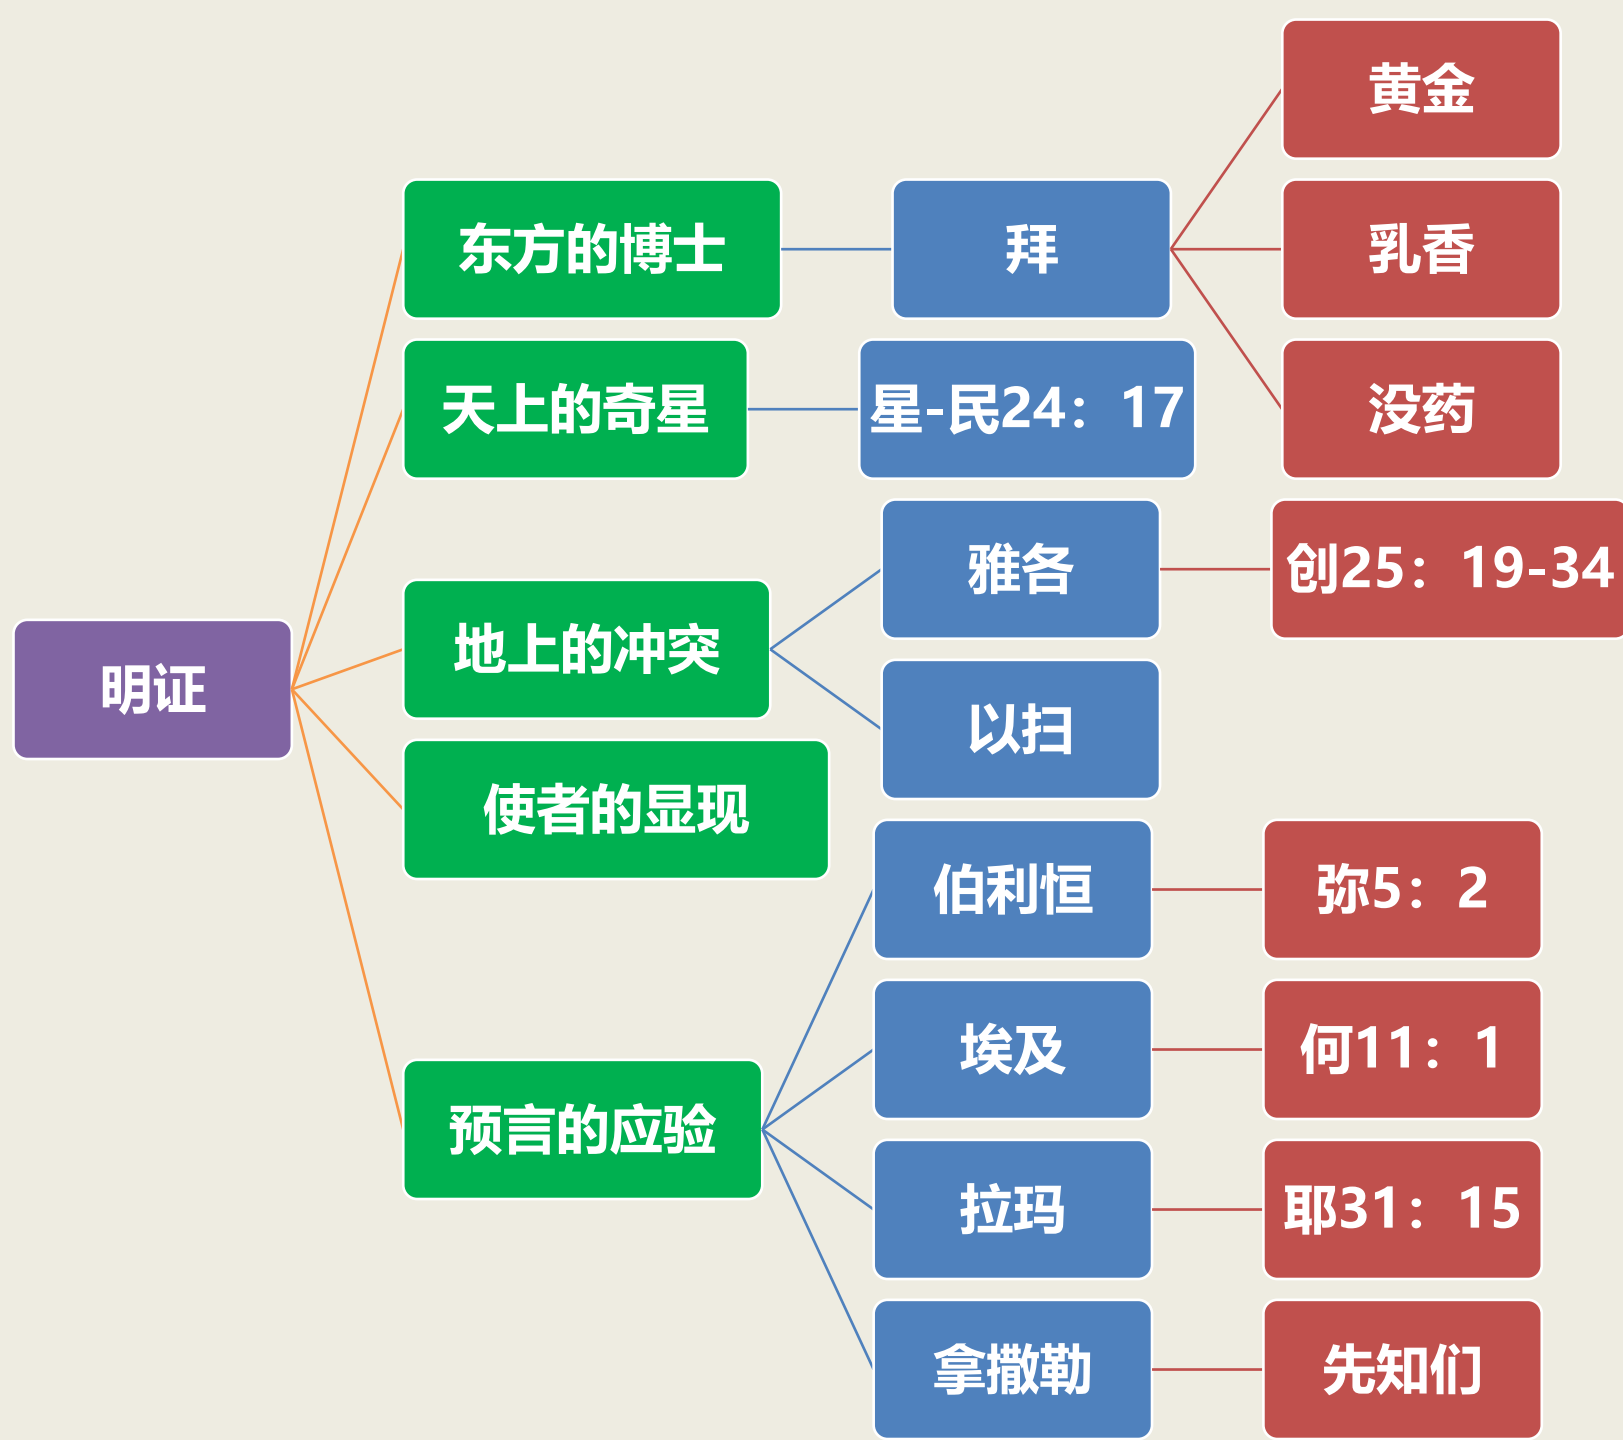 明证
东方的博士
拜
黄金
乳香
没药
天上的奇星
星-民24：17
地上的冲突
雅各
创25：19-34
以扫
使者的显现
预言的应验
伯利恒
弥5：2
埃及
何11：1
拉玛
耶31：15
拿撒勒
先知们